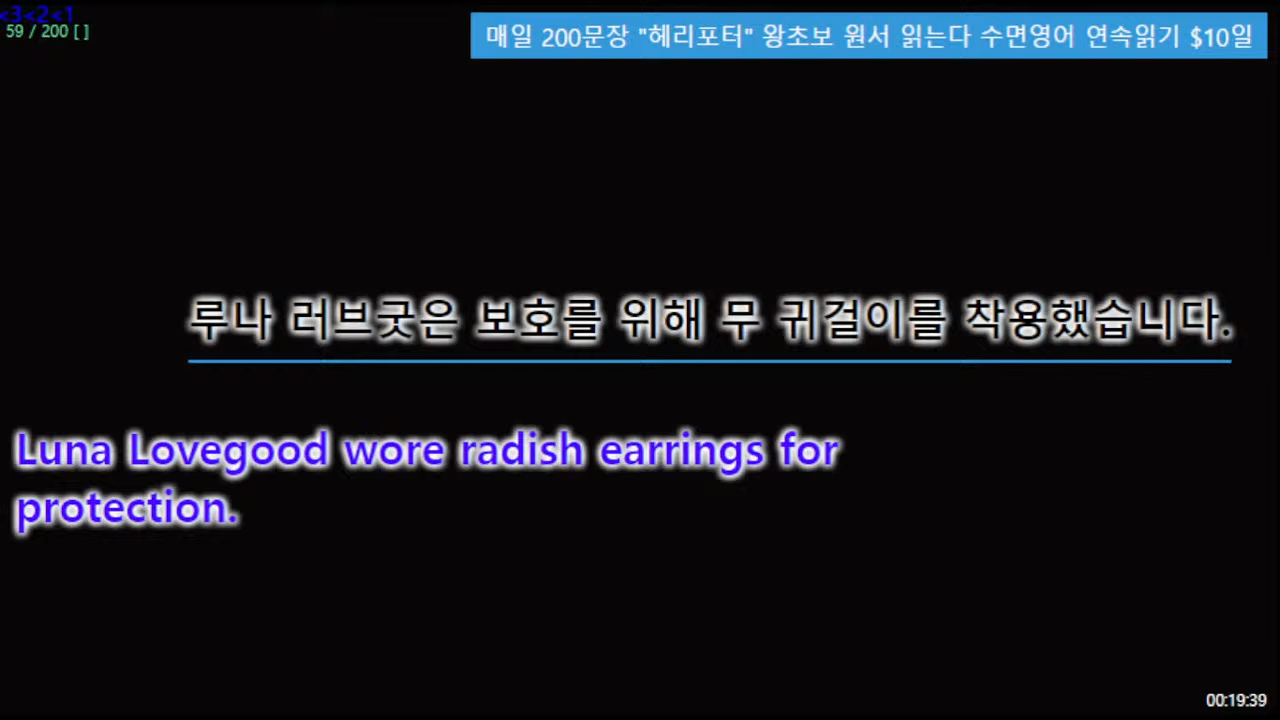 <3<2<1
59 / 200 [ ]
매일 200문장 "헤리포터" 왕초보 원서 읽는다 수면영어 연속읽기 $10일
루나 러브굿은 보호를 위해 무 귀걸이를 착용했습니다.
Luna Lovegood wore radish earrings for
protection.
00:19:39